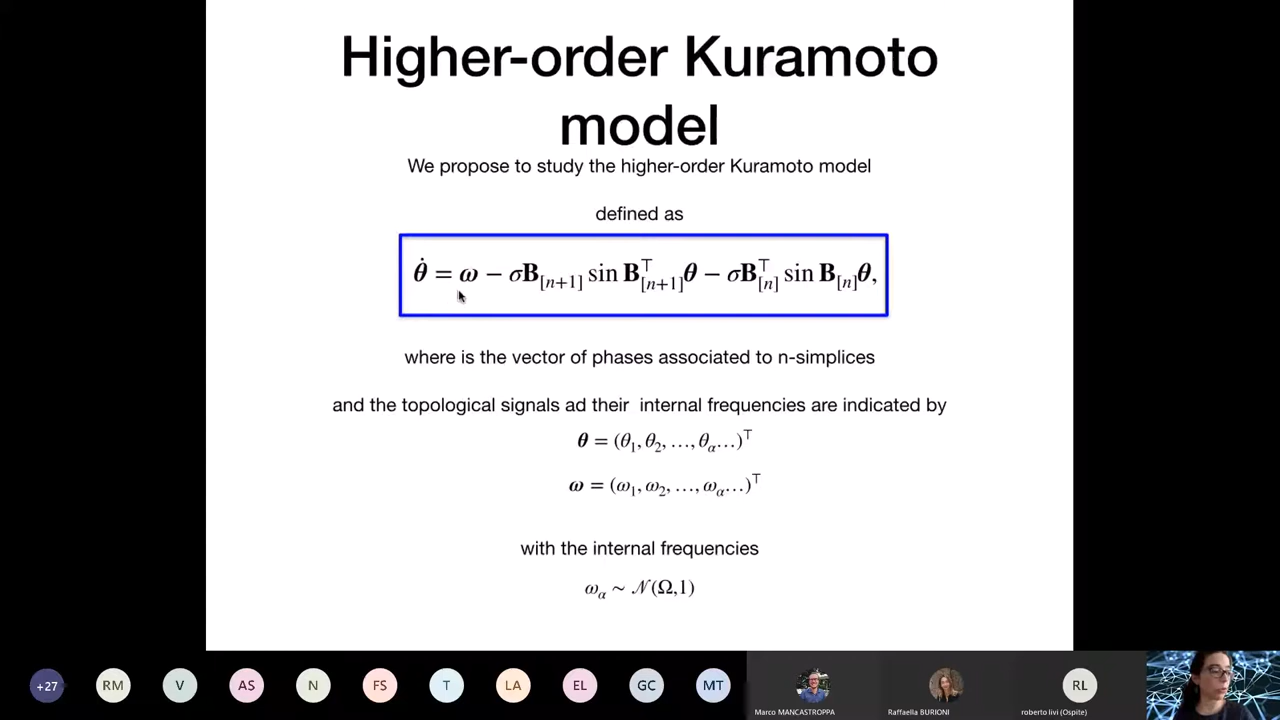 Higher-order Kuramoto
model
We propose to study the higher-order Kuramoto model
defined as
θ̇ = ω − σB[n+1] sin B⊤[n+1]θ − σB⊤[n] sin B[n]θ,
where is the vector of phases associated to n-simplices
and the topological signals ad their internal frequencies are indicated by
θ = (θ1, θ2, …, θα…)⊤
ω = (ω1, ω2, …, ωα…)⊤
with the internal frequencies
ωα ∼ 𝒩(Ω,1)
+27 RM V AS N FS T LA EL GC MT RL
Marco MANCASTROPPA Raffaella BURIONI roberto livi (Ospite)